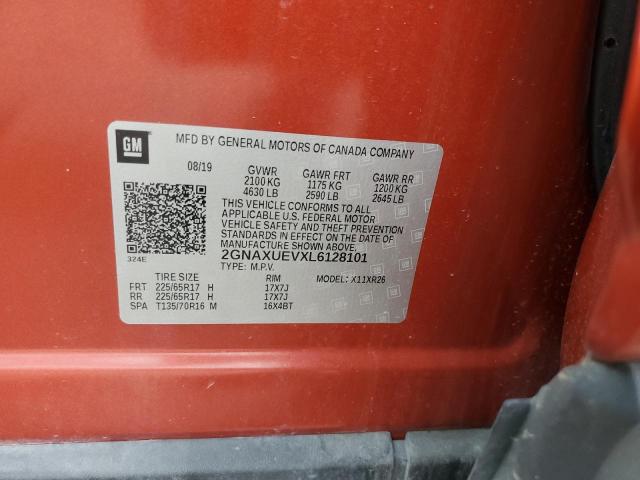 GM
MFD BY GENERAL MOTORS OF CANADA COMPANY
08/19 GVWR GAWR FRT GAWR RR
2100 KG 1175 KG 1200 KG
4630 LB 2590 LB 2645 LB
THIS VEHICLE CONFORMS TO ALL
APPLICABLE U.S. FEDERAL MOTOR
VEHICLE SAFETY AND THEFT PREVENTION
STANDARDS IN EFFECT ON THE DATE OF
MANUFACTURE SHOWN ABOVE.
324E 2GNAXUEVXL6128101
TYPE: M.P.V. MODEL: X11XR26
TIRE SIZE RIM
FRT 225/65R17 H 17X7J
RR 225/65R17 H 17X7J
SPA T135/70R16 M 16X4BT